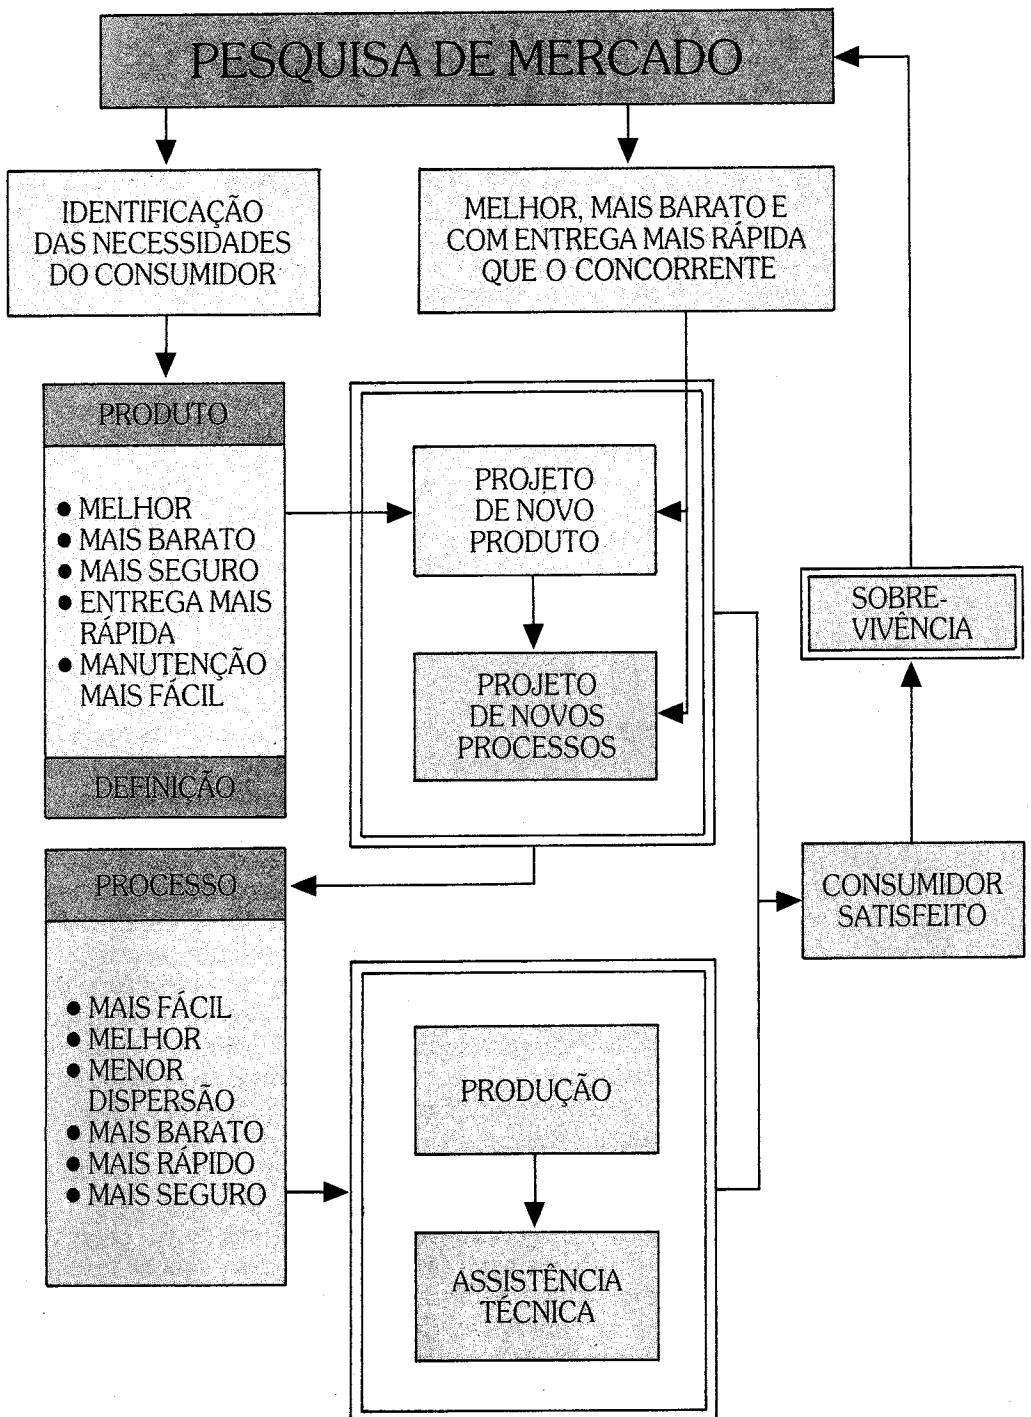 PESQUISA DE MERCADO
IDENTIFICAÇÃO
DAS NECESSIDADES
DO CONSUMIDOR
MELHOR, MAIS BARATO E
COM ENTREGA MAIS RÁPIDA
QUE O CONCORRENTE
PRODUTO
● MELHOR
● MAIS BARATO
● MAIS SEGURO
● ENTREGA MAIS
RÁPIDA
● MANUTENÇÃO
MAIS FÁCIL
DEFINIÇÃO
PROJETO
DE NOVO
PRODUTO
PROJETO
DE NOVOS
PROCESSOS
SOBRE-
VIVÊNCIA
CONSUMIDOR
SATISFEITO
PROCESSO
● MAIS FÁCIL
● MELHOR
● MENOR
DISPERSÃO
● MAIS BARATO
● MAIS RÁPIDO
● MAIS SEGURO
PRODUÇÃO
ASSISTÊNCIA
TÉCNICA